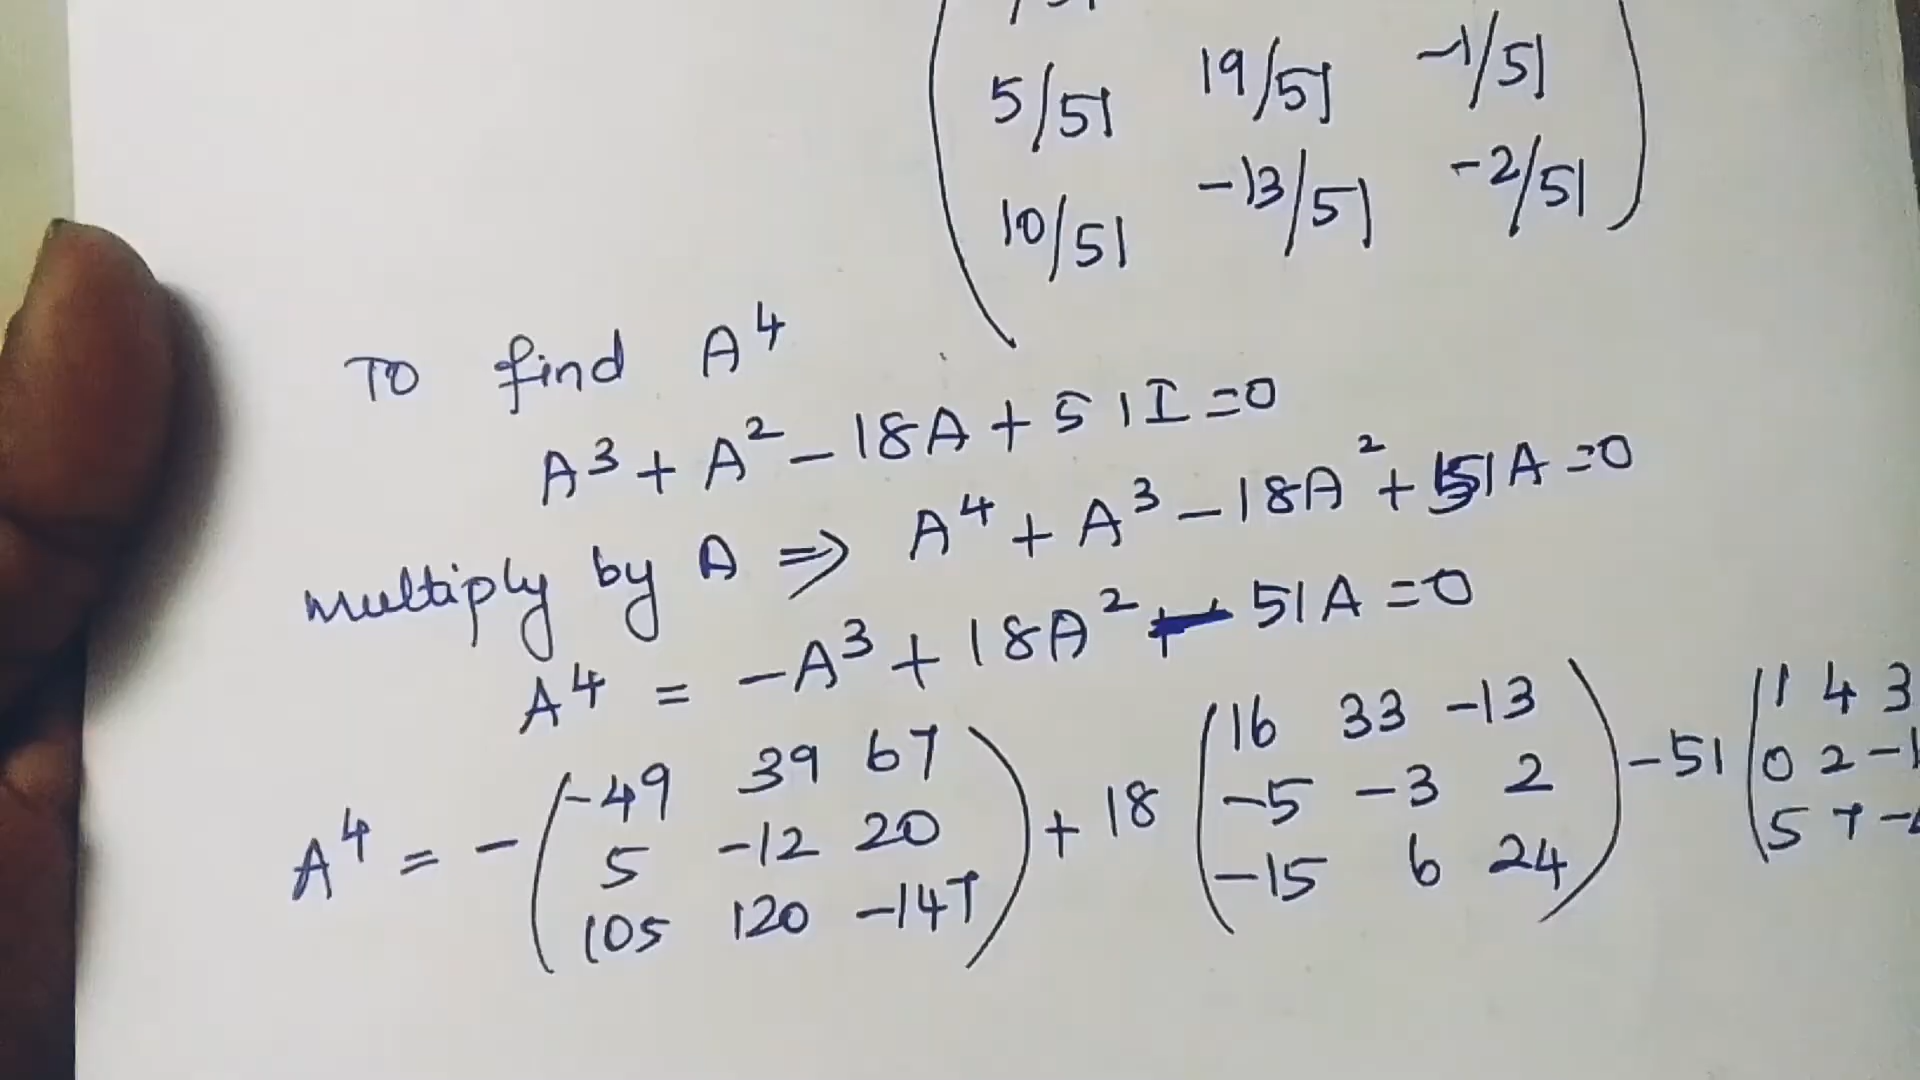 5/51 19/51 -1/51
10/51 -13/51 -2/51
To find A⁴
A³ + A² - 18A + 51I = 0
multiply by A ⇒ A⁴ + A³ - 18A² + 51A = 0
A⁴ = -A³ + 18A² - 51A = 0
A⁴ = - ( -49 39 67 ) + 18 ( 16 33 -13 ) - 51 ( 1 4 3
5 -12 20 -5 -3 2 0 2 -1
105 120 -147 -15 6 24 5 7